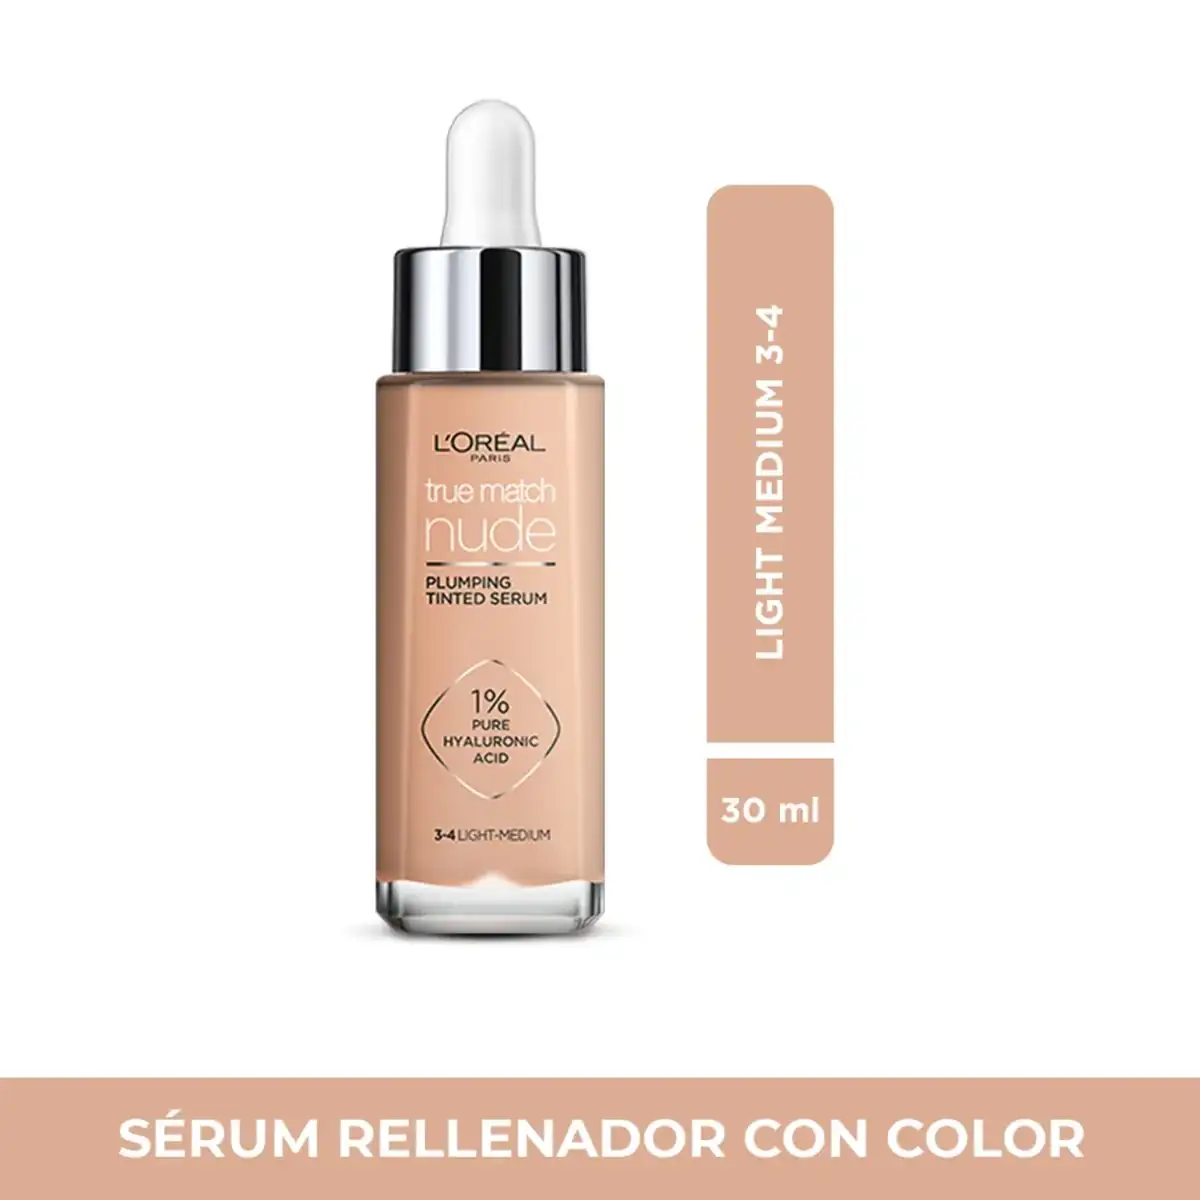 L'ORÉAL
PARIS
true match
nude
PLUMPING
TINTED SERUM
1%
PURE
HYALURONIC
ACID
3-4 LIGHT-MEDIUM
LIGHT MEDIUM 3-4
30 ml
SÉRUM RELLENADOR CON COLOR